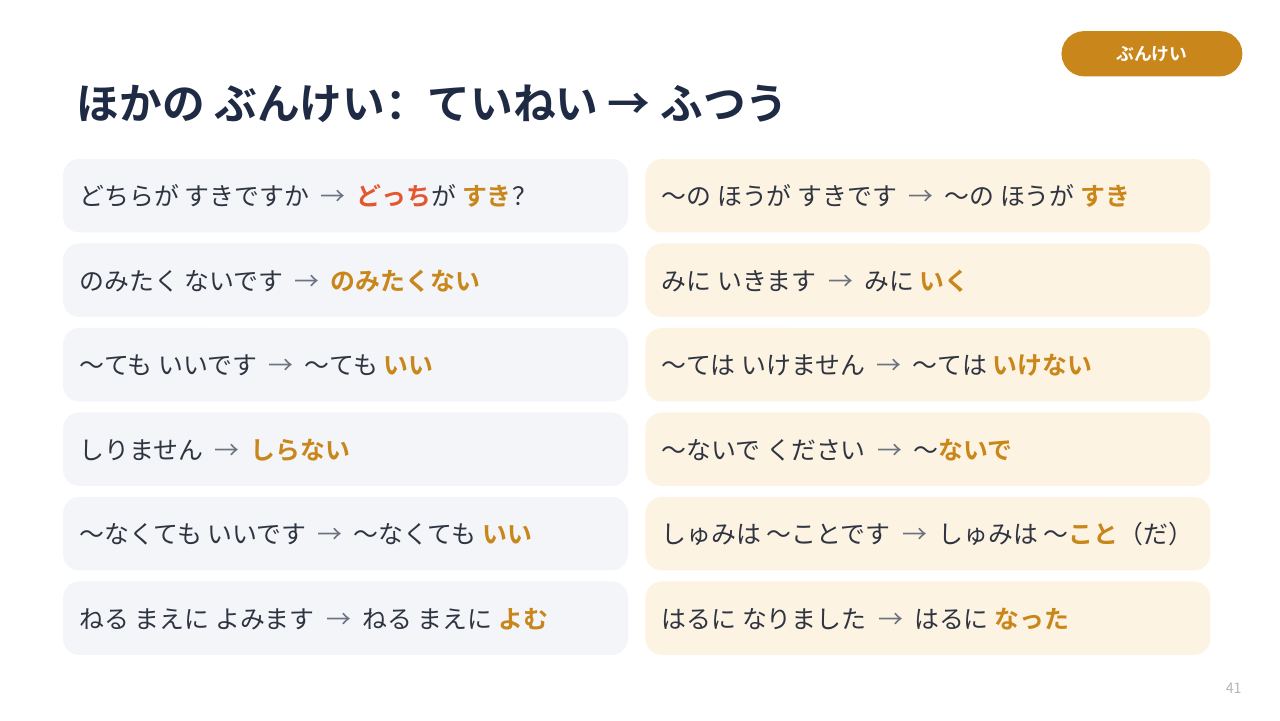 ぶんけい
ほかの ぶんけい：ていねい → ふつう
どちらが すきですか → どっちが すき？
〜の ほうが すきです → 〜の ほうが すき
のみたく ないです → のみたくない
みに いきます → みに いく
〜ても いいです → 〜ても いい
〜ては いけません → 〜ては いけない
しりません → しらない
〜ないで ください → 〜ないで
〜なくても いいです → 〜なくても いい
しゅみは 〜ことです → しゅみは 〜こと（だ）
ねる まえに よみます → ねる まえに よむ
はるに なりました → はるに なった
41